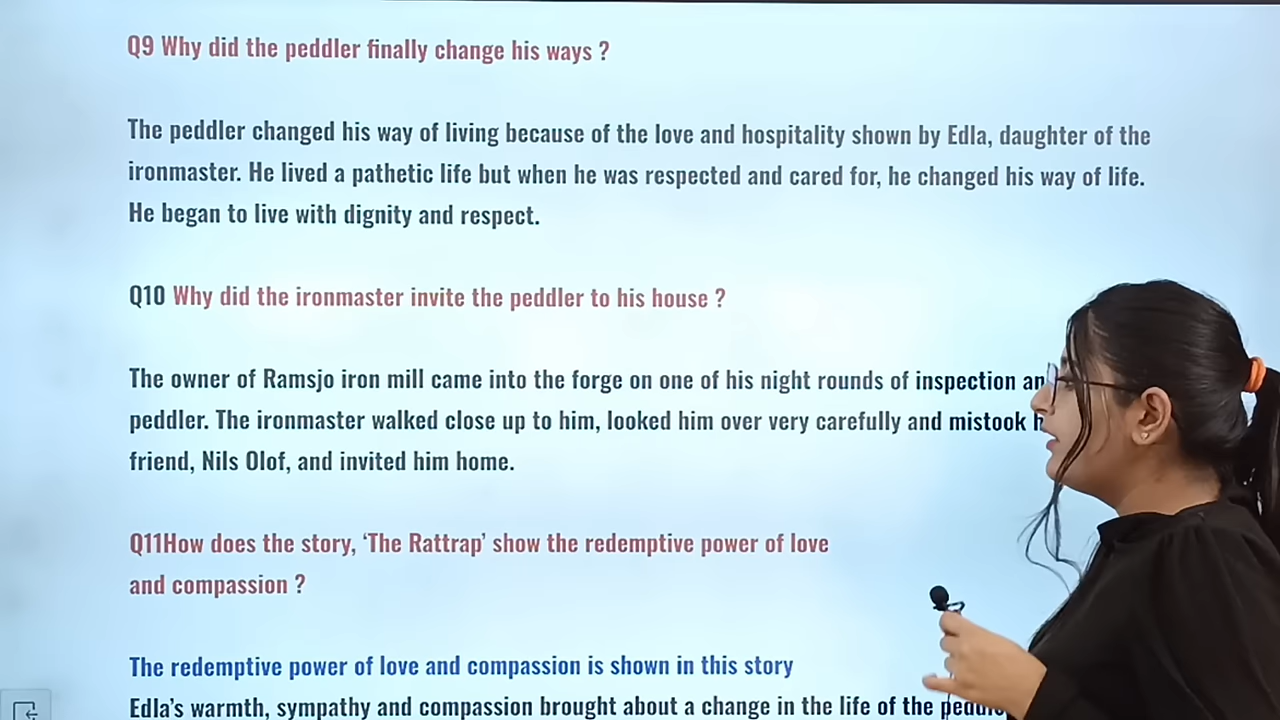 Q9 Why did the peddler finally change his ways ?
The peddler changed his way of living because of the love and hospitality shown by Edla, daughter of the
ironmaster. He lived a pathetic life but when he was respected and cared for, he changed his way of life.
He began to live with dignity and respect.
Q10 Why did the ironmaster invite the peddler to his house ?
The owner of Ramsjo iron mill came into the forge on one of his night rounds of inspection
peddler. The ironmaster walked close up to him, looked him over very carefully and mistook
friend, Nils Olof, and invited him home.
Q11How does the story, ‘The Rattrap’ show the redemptive power of love
and compassion ?
The redemptive power of love and compassion is shown in this story
Edla’s warmth, sympathy and compassion brought about a change in the life of the